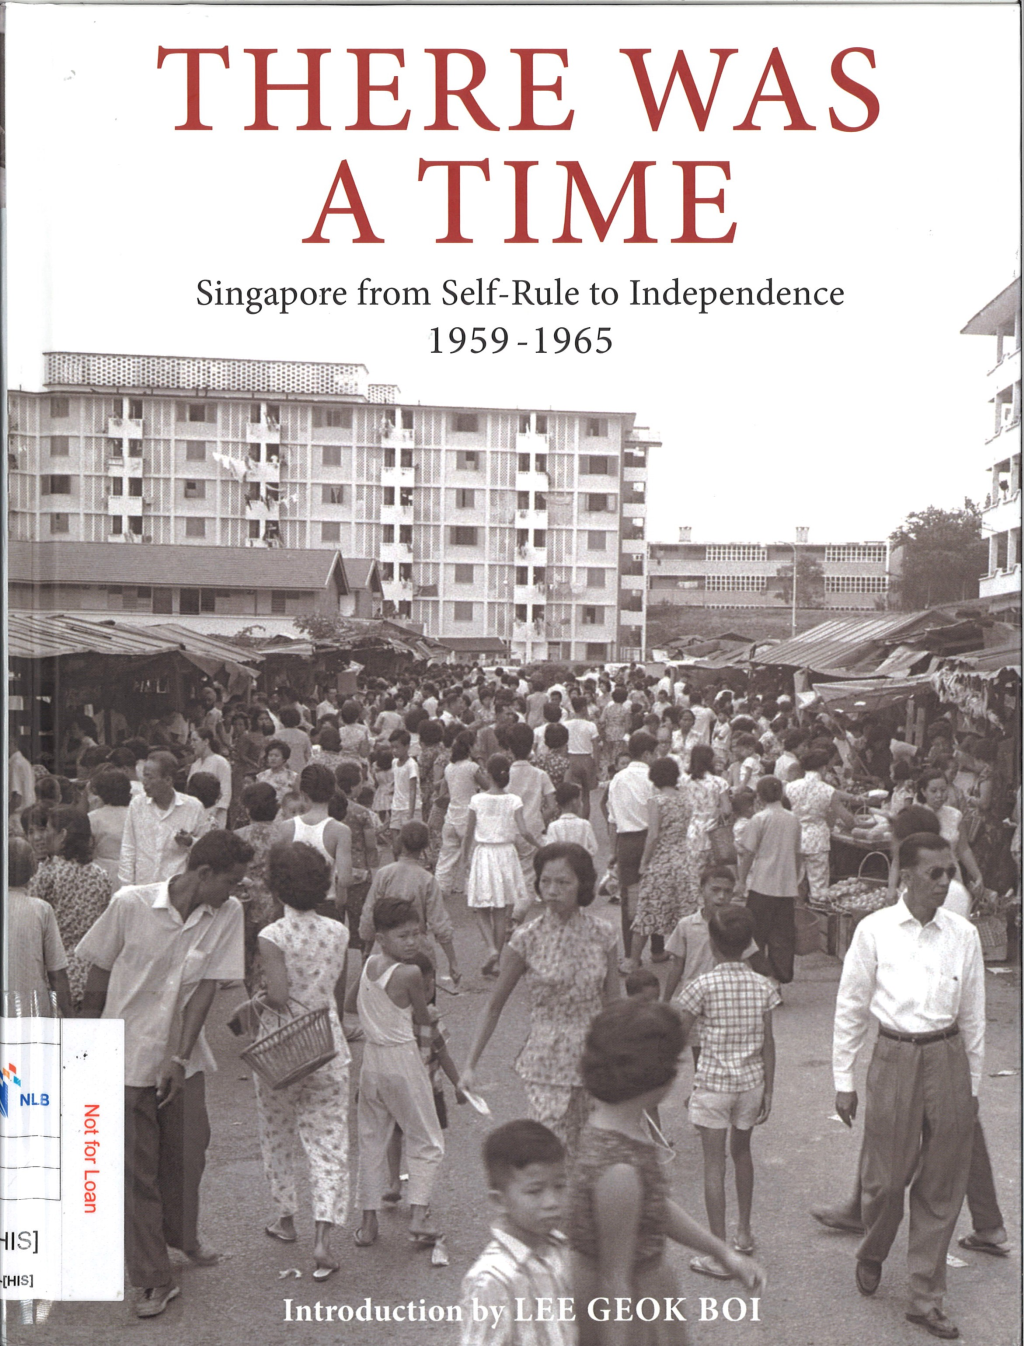 THERE WAS
A TIME
Singapore from Self-Rule to Independence
1959-1965
NLB
Not for Loan
HIS]
-[HIS]
Introduction by LEE GEOK BOI